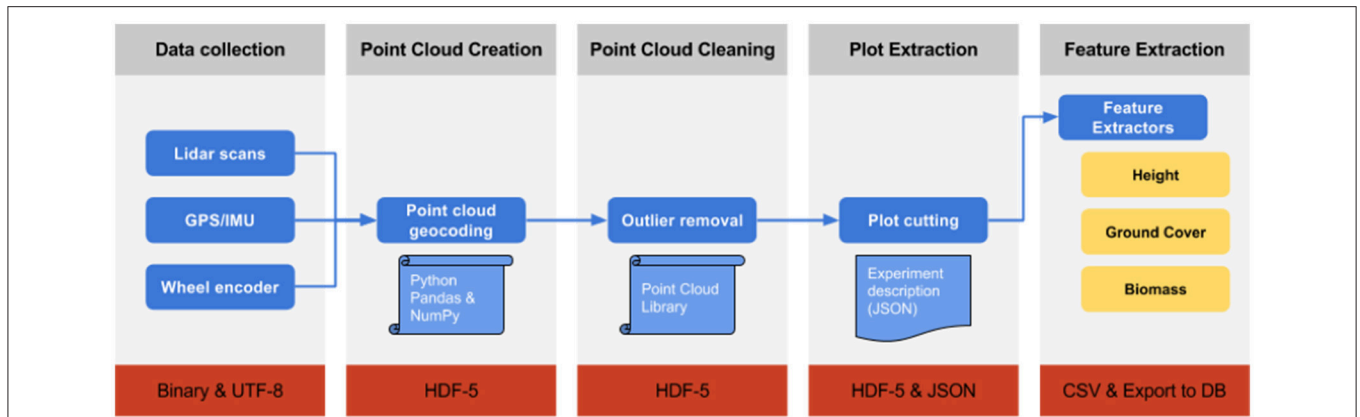 Data collection
Point Cloud Creation
Point Cloud Cleaning
Plot Extraction
Feature Extraction
Lidar scans
GPS/IMU
Wheel encoder
Point cloud
geocoding
Python
Pandas &
NumPy
Outlier removal
Point Cloud
Library
Plot cutting
Experiment
description
(JSON)
Feature
Extractors
Height
Ground Cover
Biomass
Binary & UTF-8
HDF-5
HDF-5
HDF-5 & JSON
CSV & Export to DB